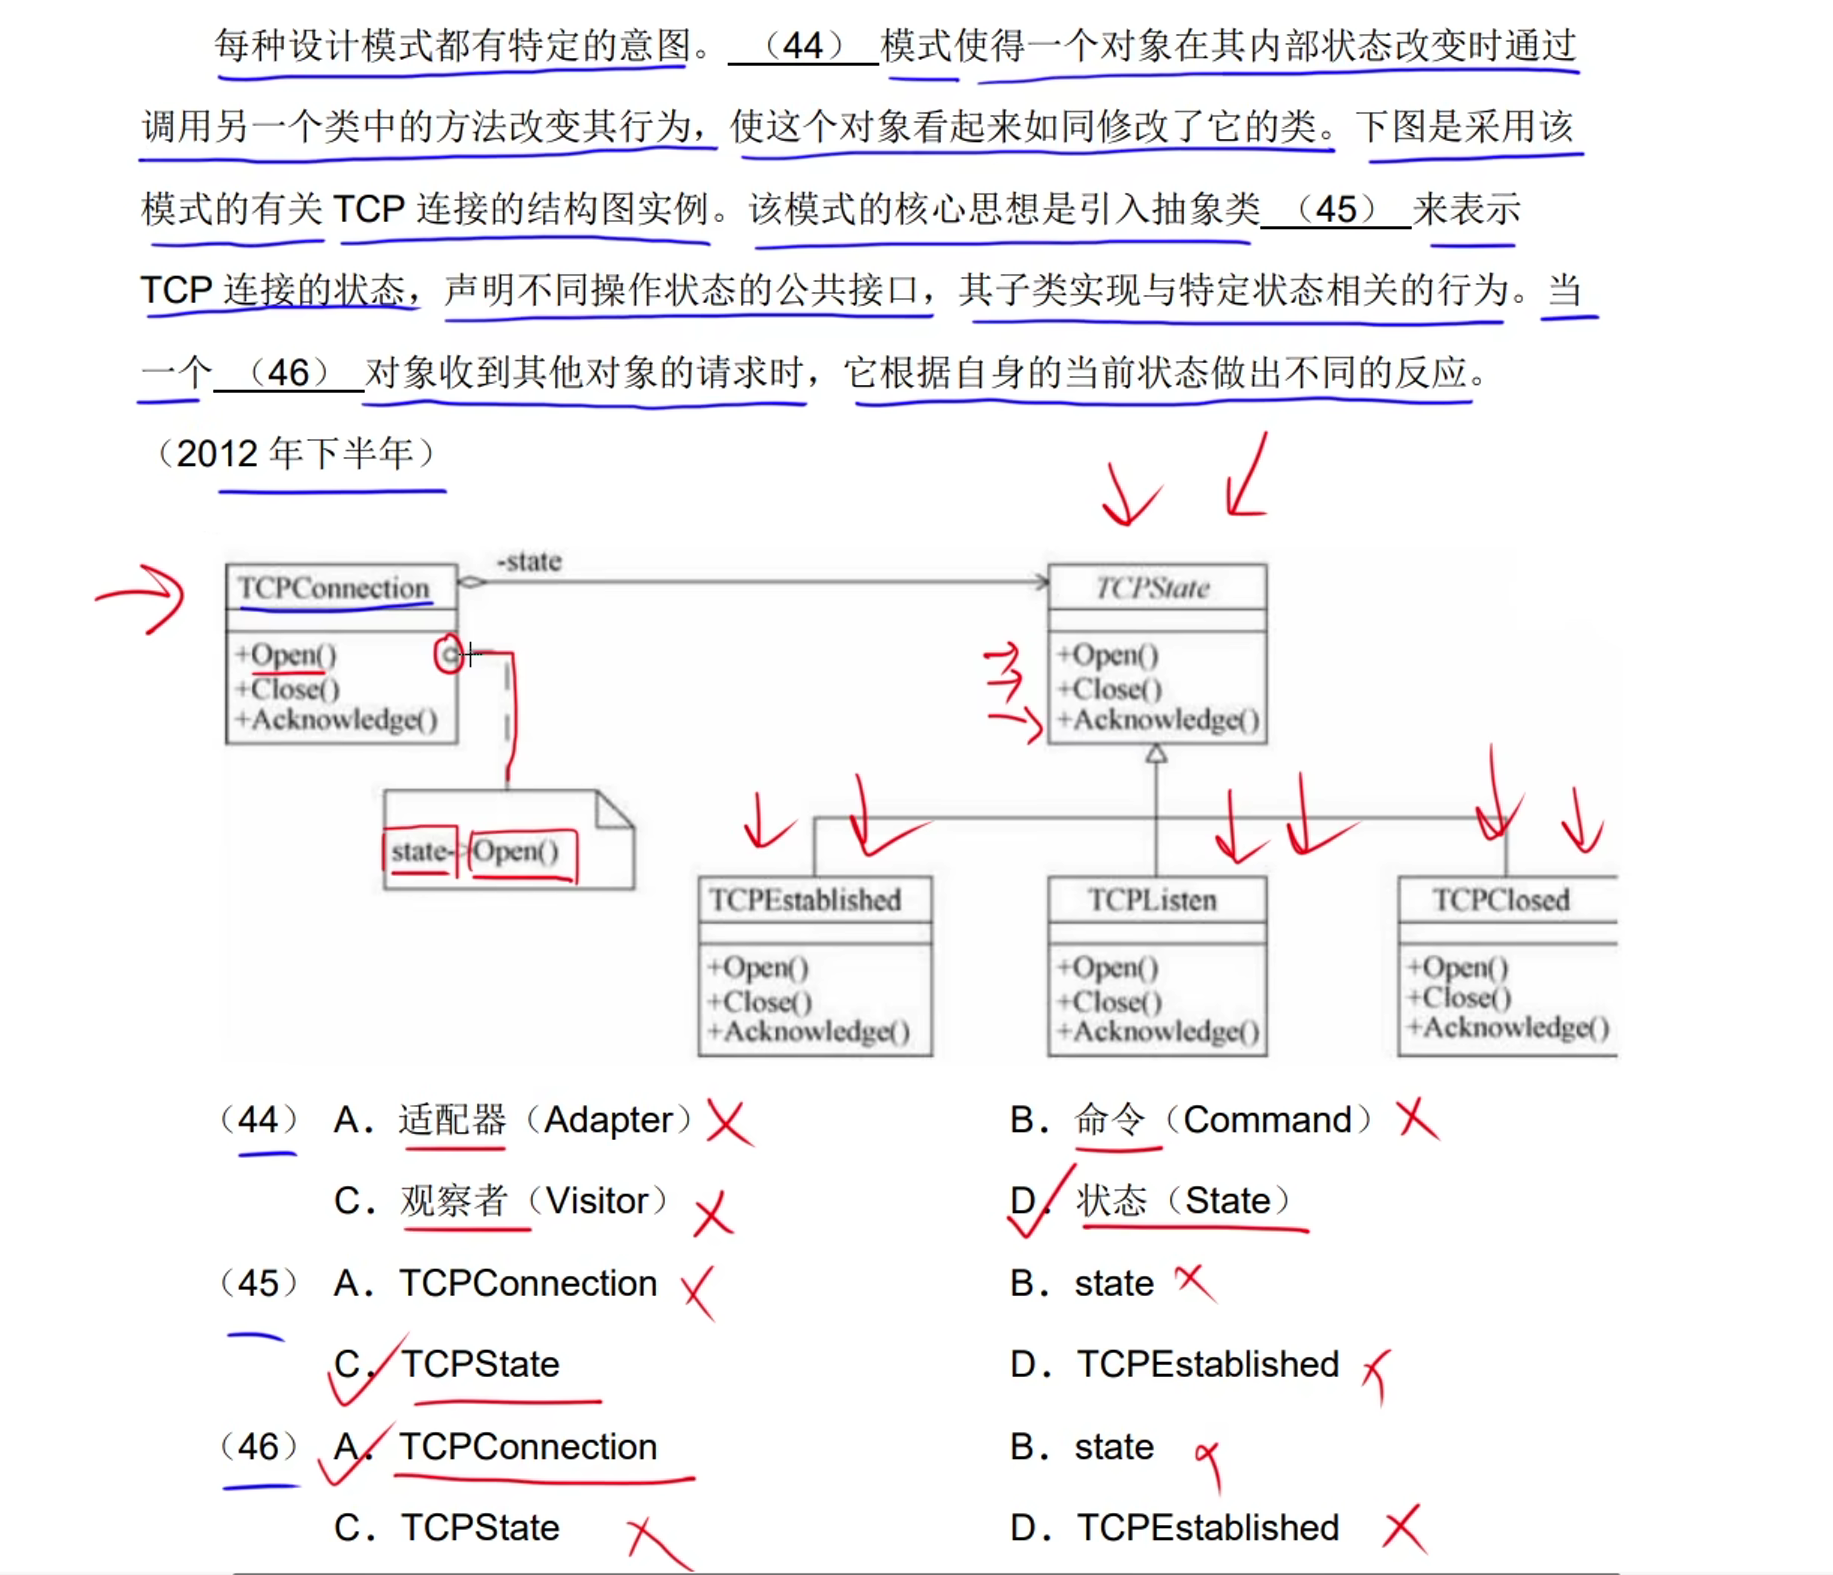 每种设计模式都有特定的意图。（44）模式使得一个对象在其内部状态改变时通过
调用另一个类中的方法改变其行为，使这个对象看起来如同修改了它的类。下图是采用该
模式的有关 TCP 连接的结构图实例。该模式的核心思想是引入抽象类（45）来表示
TCP 连接的状态，声明不同操作状态的公共接口，其子类实现与特定状态相关的行为。当
一个（46）对象收到其他对象的请求时，它根据自身的当前状态做出不同的反应。
（2012 年下半年）
-state
TCPConnection
+Open()
+Close()
+Acknowledge()
TCPState
+Open()
+Close()
+Acknowledge()
state->Open()
TCPEstablished
+Open()
+Close()
+Acknowledge()
TCPListen
+Open()
+Close()
+Acknowledge()
TCPClosed
+Open()
+Close()
+Acknowledge()
（44） A. 适配器（Adapter） B. 命令（Command）
C. 观察者（Visitor） D. 状态（State）
（45） A. TCPConnection B. state
C. TCPState D. TCPEstablished
（46） A. TCPConnection B. state
C. TCPState D. TCPEstablished